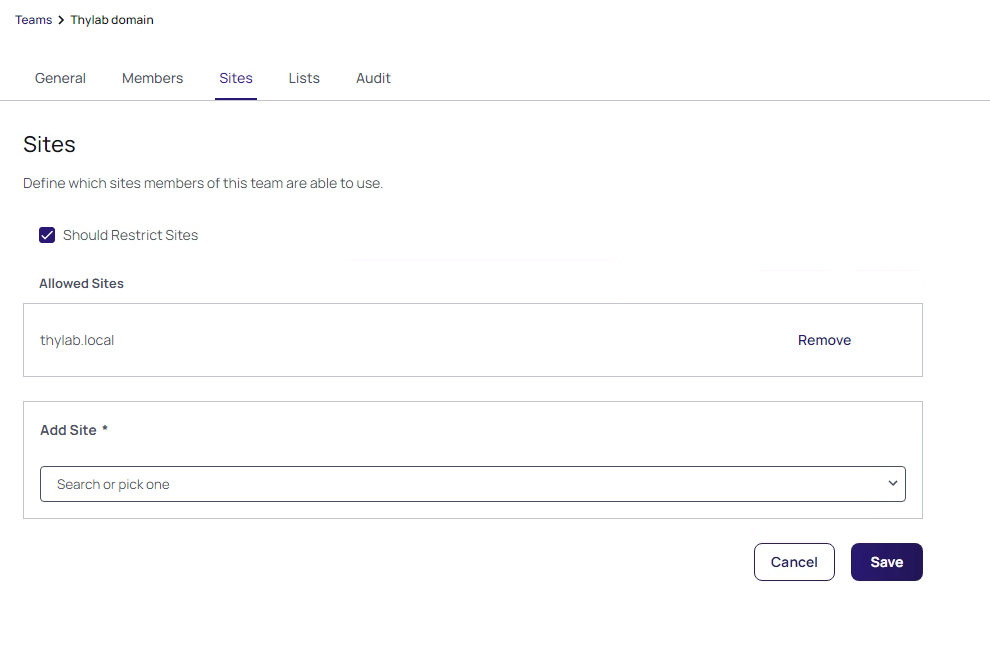 Teams > Thylab domain
General Members Sites Lists Audit
Sites
Define which sites members of this team are able to use.
Should Restrict Sites
Allowed Sites
thylab.local Remove
Add Site *
Search or pick one
Cancel Save